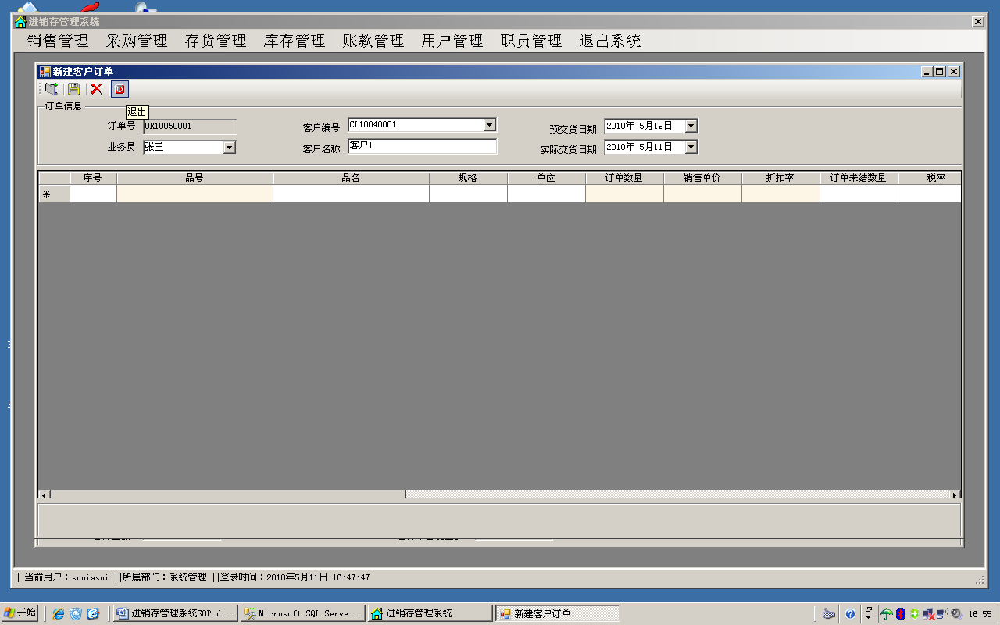 进销存管理系统
销售管理 采购管理 存货管理 库存管理 账款管理 用户管理 职员管理 退出系统
新建客户订单
退出
订单信息
订单号 OR10050001 客户编号 CL10040001 预交货日期 2010年 5月19日
业务员 张三 客户名称 客户1 实际交货日期 2010年 5月11日
序号 品号 品名 规格 单位 订单数量 销售单价 折扣率 订单未结数量 税率
||当前用户：soniasui ||所属部门：系统管理 ||登录时间：2010年5月11日 16:47:47
开始 进销存管理系统SOP.d... Microsoft SQL Serve... 进销存管理系统 新建客户订单 16:55